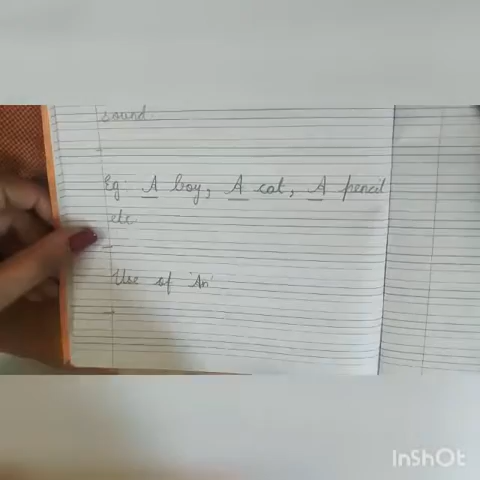 sound.
Eg: A boy, A cat, A pencil
etc
Use of 'An'
InShOt